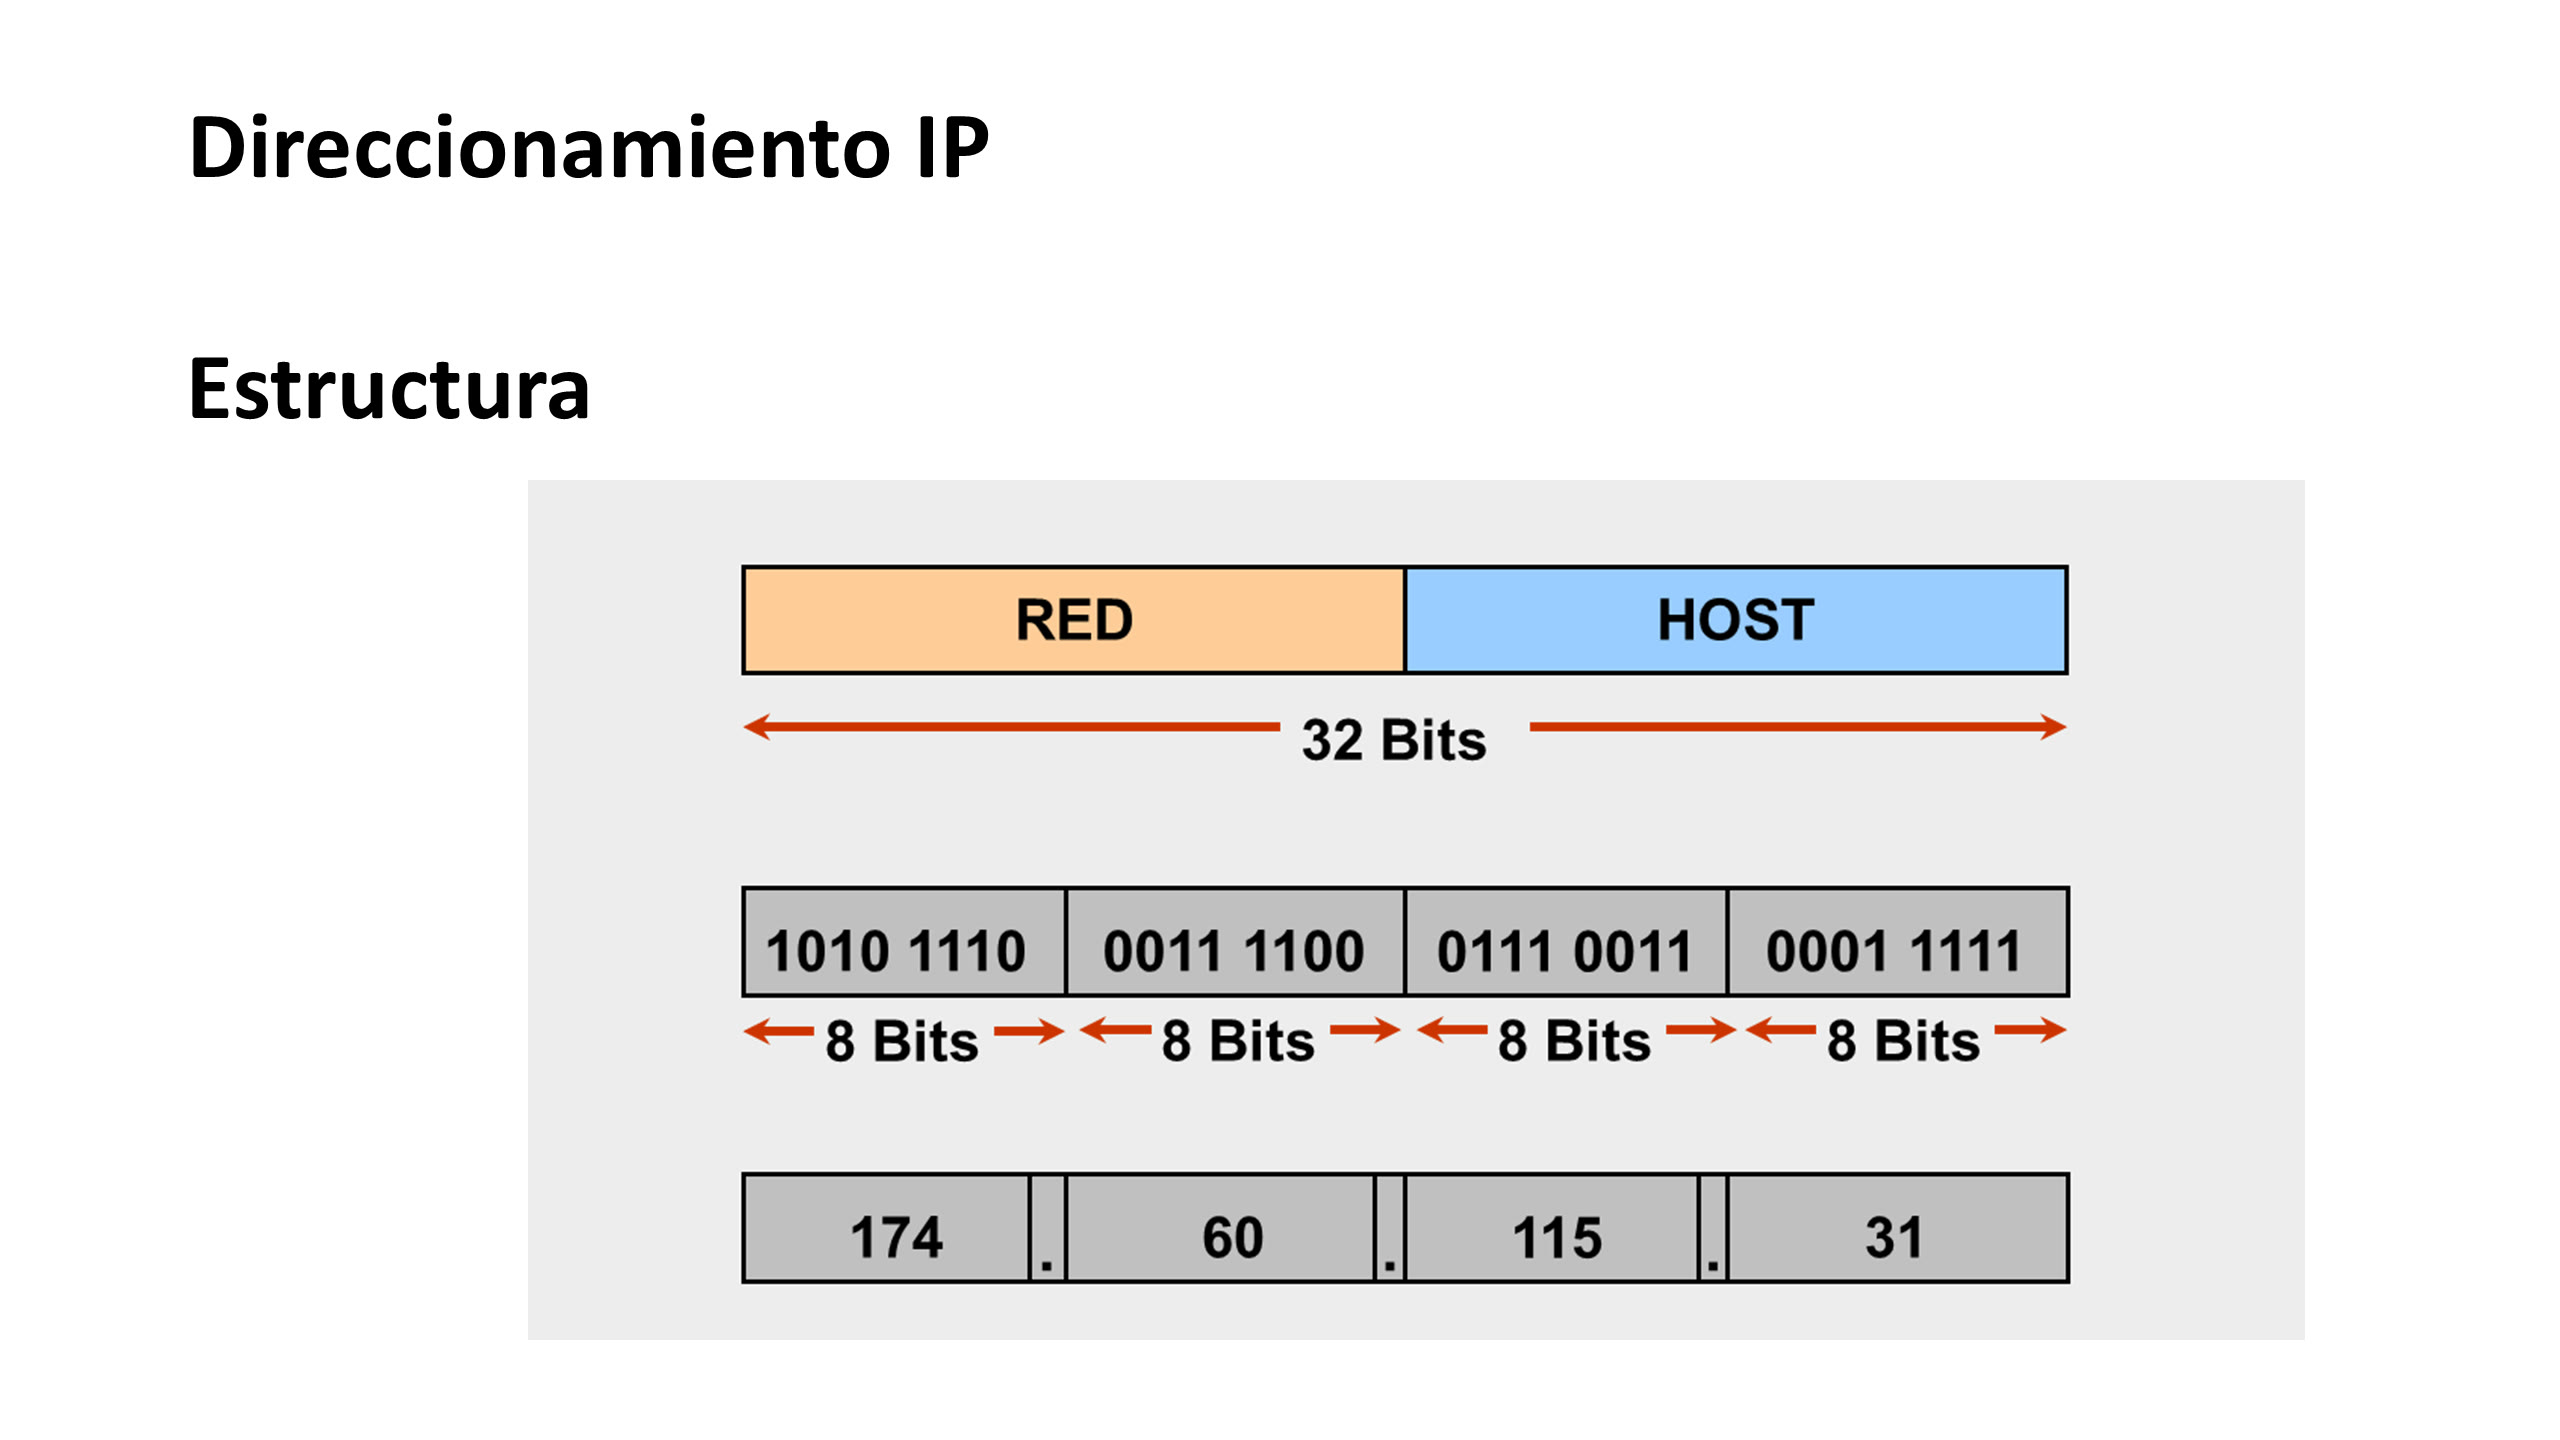 Direccionamiento IP
Estructura
RED HOST
32 Bits
1010 1110 0011 1100 0111 0011 0001 1111
8 Bits 8 Bits 8 Bits 8 Bits
174 . 60 . 115 . 31